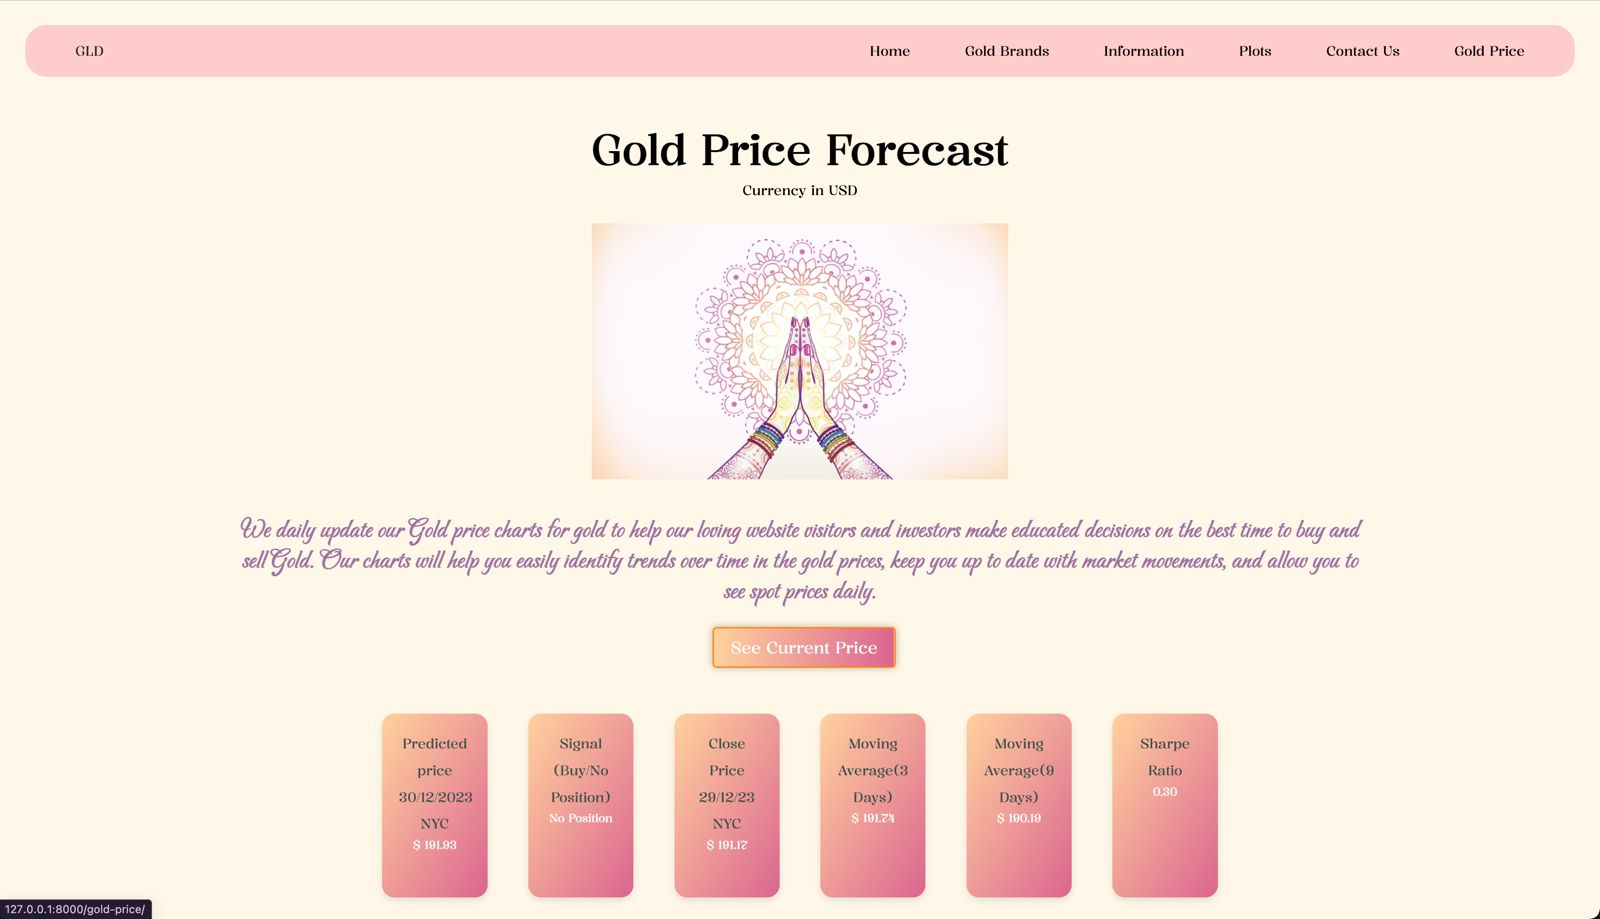 GLD
Home
Gold Brands
Information
Plots
Contact Us
Gold Price
Gold Price Forecast
Currency in USD
We daily update our Gold price charts for gold to help our loving website visitors and investors make educated decisions on the best time to buy and
sell Gold. Our charts will help you easily identify trends over time in the gold prices, keep you up to date with market movements, and allow you to
see spot prices daily.
See Current Price
Predicted
price
30/12/2023
NYC
$ 191.93
Signal
(Buy/No
Position)
No Position
Close
Price
29/12/23
NYC
$ 191.17
Moving
Average(3
Days)
$ 191.74
Moving
Average(9
Days)
$ 190.19
Sharpe
Ratio
0.30
127.0.0.1:8000/gold-price/